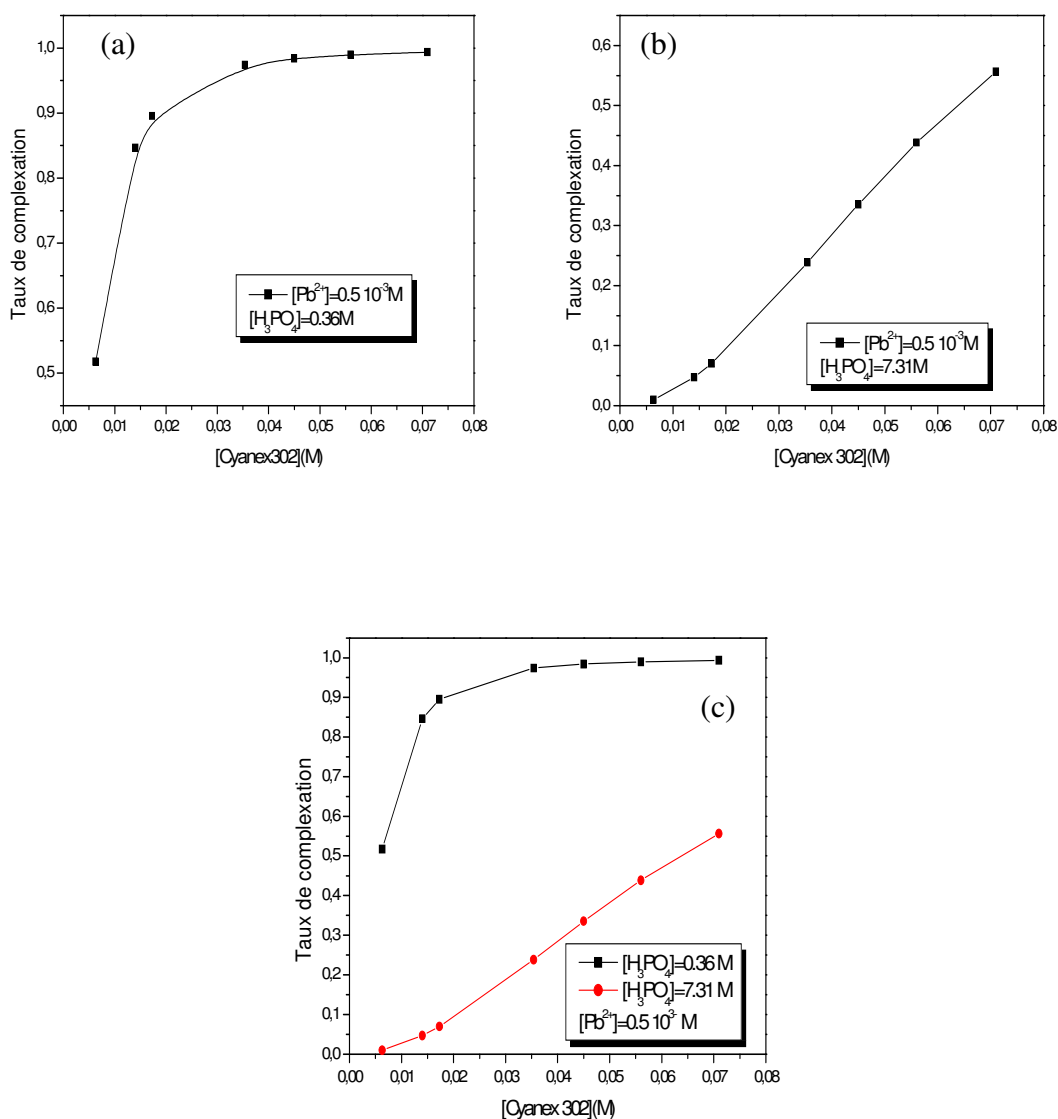 (a)
Taux de complexation
1,0
0,9
0,8
0,7
0,6
0,5
[Pb²⁺]=0.5 10⁻³M
[H₃PO₄]=0.36M
0,00 0,01 0,02 0,03 0,04 0,05 0,06 0,07 0,08
[Cyanex302](M)
(b)
Taux de complexation
0,6
0,5
0,4
0,3
0,2
0,1
0,0
[Pb²⁺]=0.5 10⁻³M
[H₃PO₄]=7.31M
0,00 0,01 0,02 0,03 0,04 0,05 0,06 0,07 0,08
[Cyanex 302](M)
(c)
Taux de complexation
1,0
0,9
0,8
0,7
0,6
0,5
0,4
0,3
0,2
0,1
0,0
[H₃PO₄]=0.36 M
[H₃PO₄]=7.31 M
[Pb²⁺]=0.5 10³⁻ M
0,00 0,01 0,02 0,03 0,04 0,05 0,06 0,07 0,08
[Cyanex 302](M)